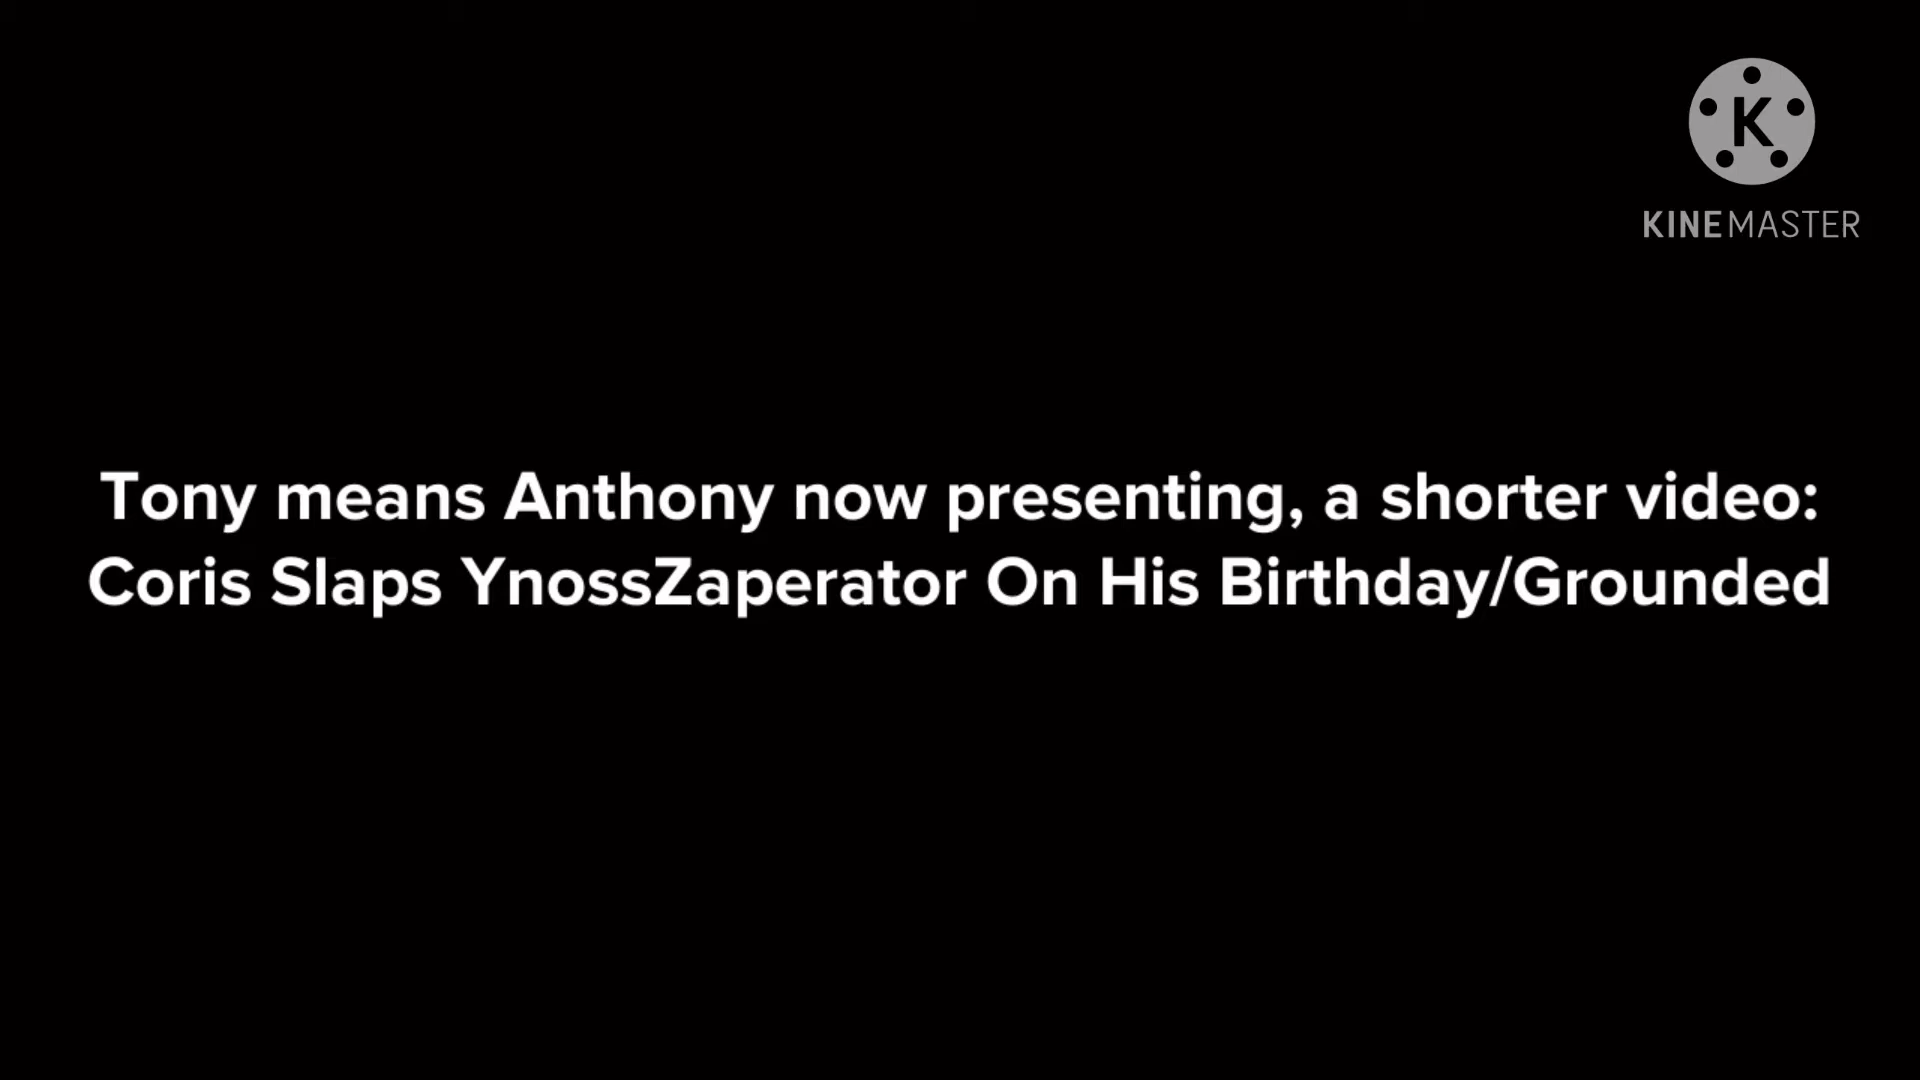 K
KINEMASTER
Tony means Anthony now presenting, a shorter video:
Coris Slaps YnossZaperator On His Birthday/Grounded